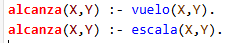 alcanza(X,Y) :- vuelo(X,Y).
alcanza(X,Y) :- escala(X,Y).